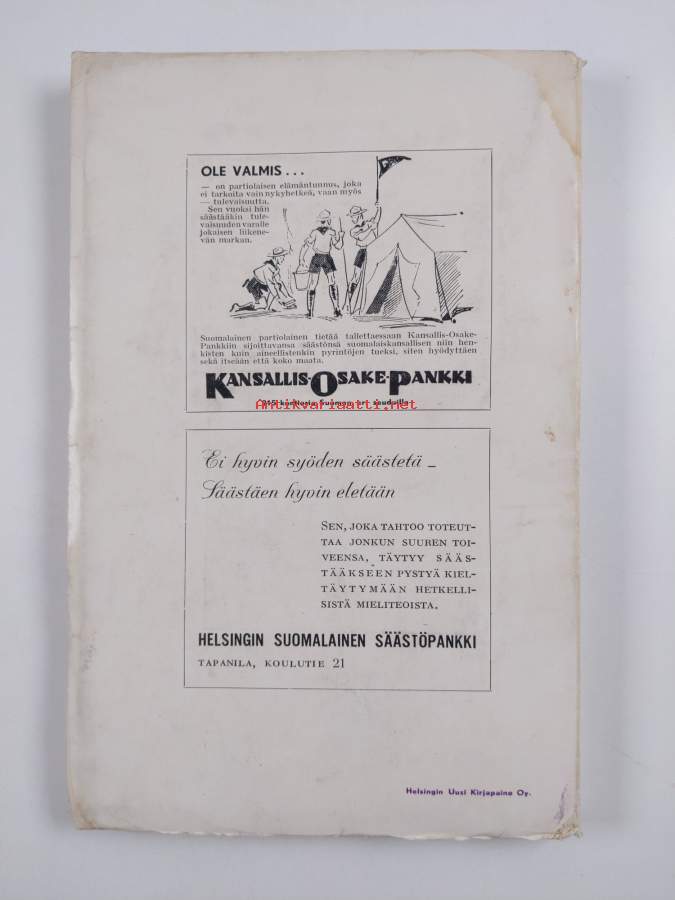 OLE VALMIS...
— on partiolaisen elämäntunnus, joka
ei tarkoita vain nykyhetkeä, vaan myös
— tulevaisuutta.
Sen vuoksi hän
säästääkin tule-
vaisuuden varalle
jokaisen liikene-
vän markan.
Suomalainen partiolainen tietää tallettaessaan Kansallis-Osake-
Pankkiin sijoittavansa säästönsä suomalaiskansallisen niin hen-
kisten kuin aineellistenkin pyrintöjen tueksi, siten hyödyttäen
sekä itseään että koko maata.
KANSALLIS-OSAKE-PANKKI
Antikvariaatti.net
Ei hyvin syöden säästetä –
Säästäen hyvin eletään
SEN, JOKA TAHTOO TOTEUT-
TAA JONKUN SUUREN TOI-
VEENSA, TÄYTYY SÄÄS-
TÄÄKSEEN PYSTYÄ KIEL-
TÄYTYMÄÄN HETKELLI-
SISTÄ MIELITEOISTA.
HELSINGIN SUOMALAINEN SÄÄSTÖPANKKI
TAPANILA, KOULUTIE 21
Helsingin Uusi Kirjapaino Oy.